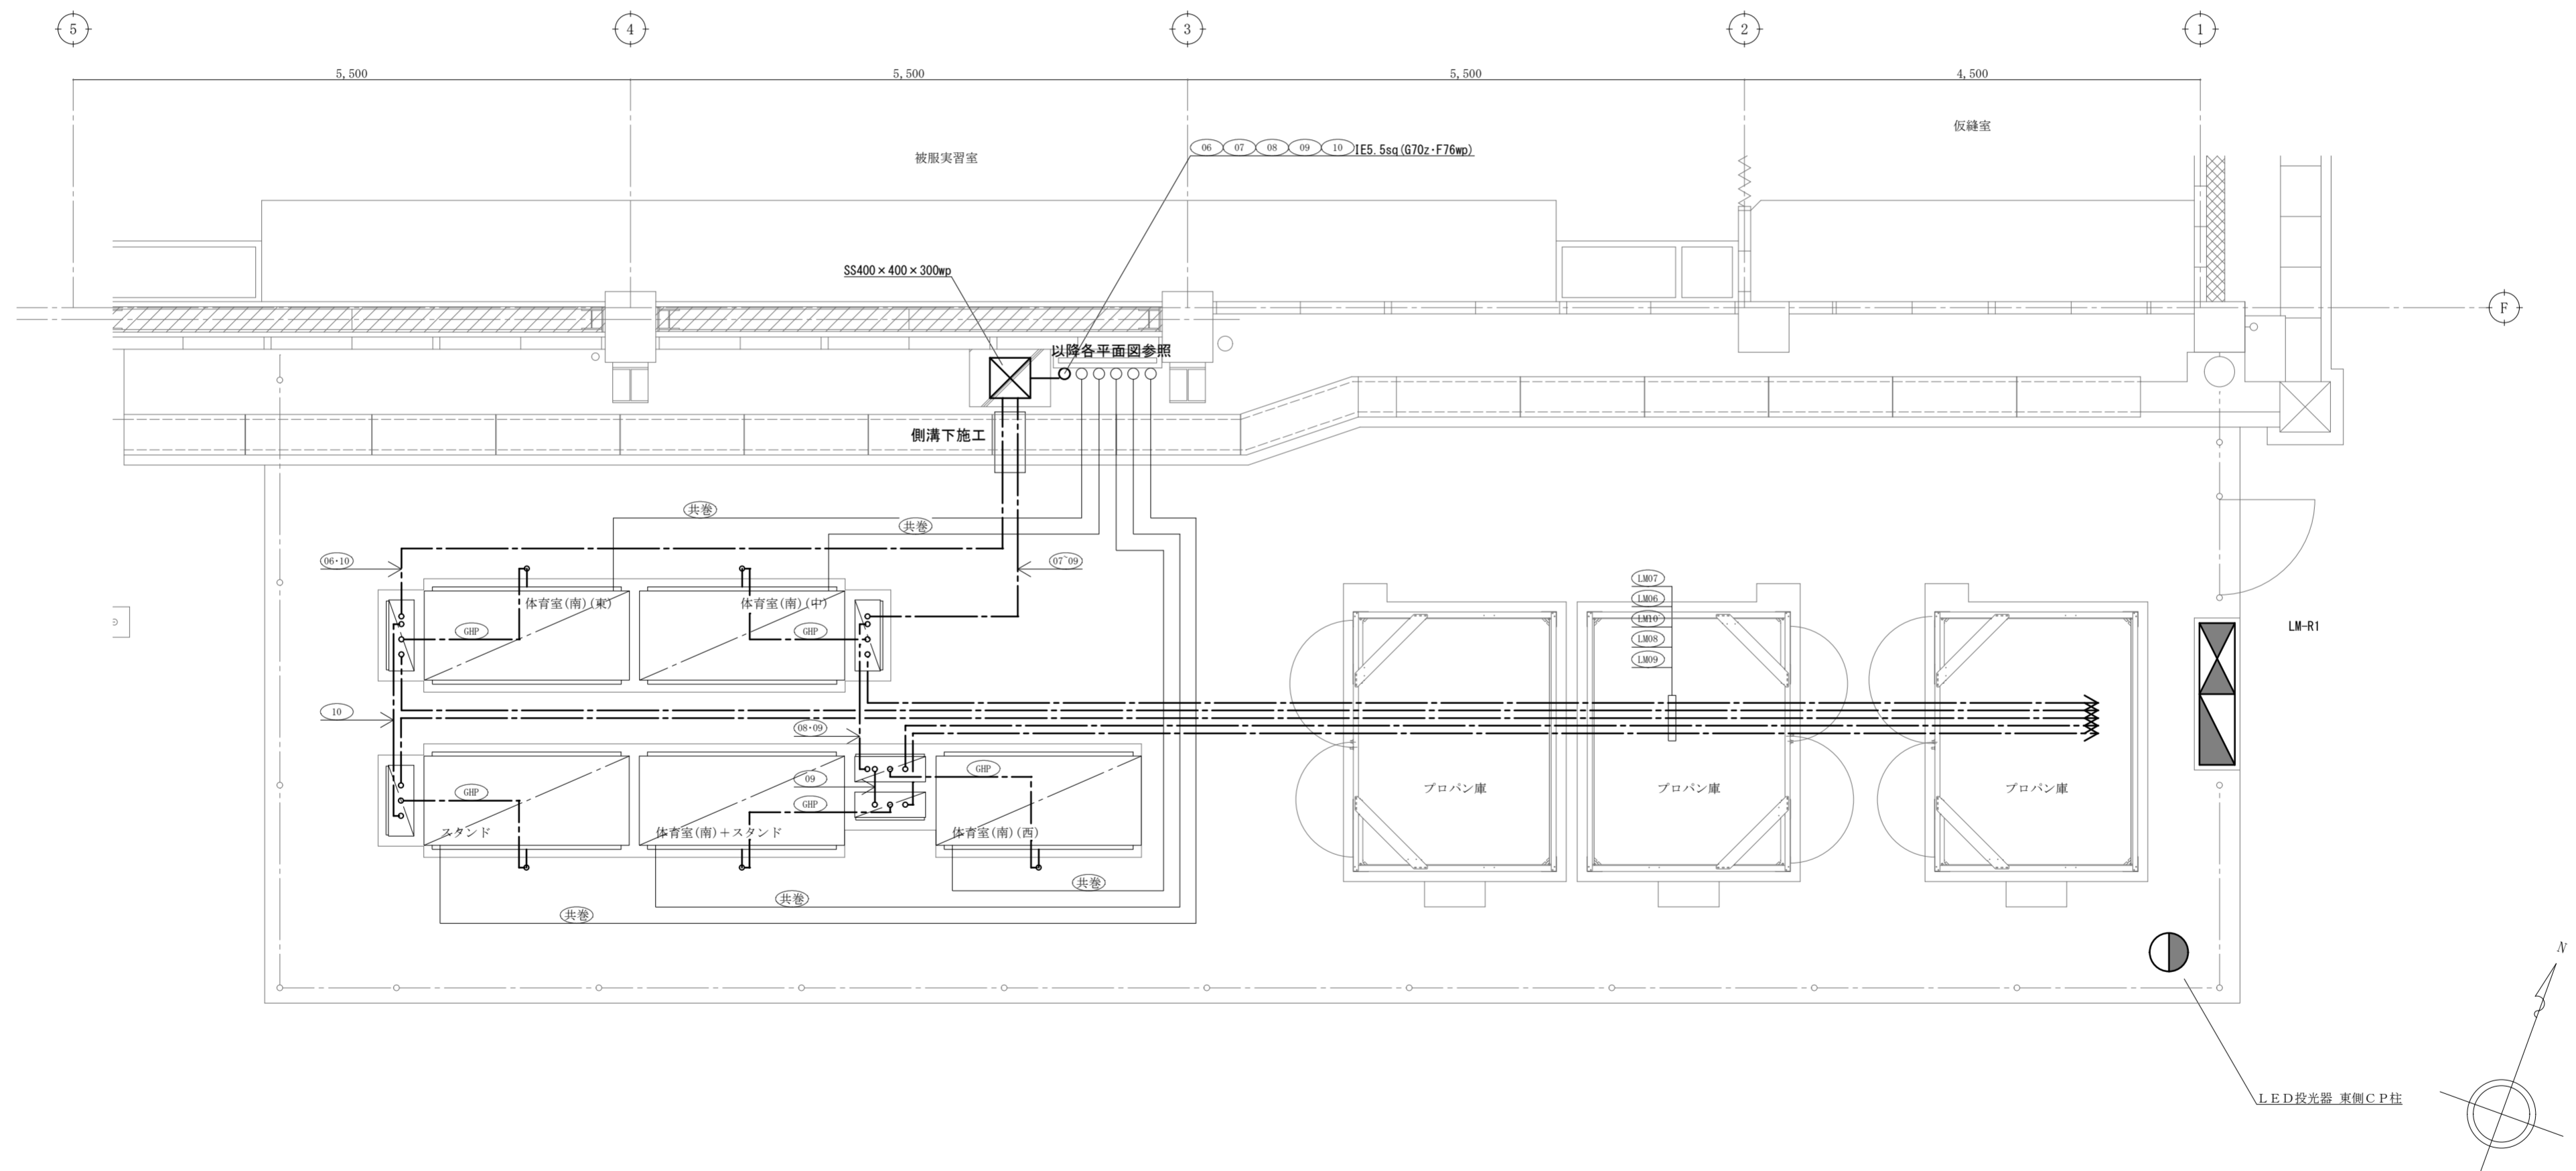 5
4
3
2
1
5,500
5,500
5,500
4,500
仮縫室
被服実習室
06
07
08
09
10
IE5.5sq(G70z・F76wp)
SS400×400×300wp
F
以降各平面図参照
側溝下施工
共巻
共巻
06・10
07~09
体育室(南)(東)
体育室(南)(中)
GHP
GHP
LM07
LM06
LM10
LM08
LM09
LM-R1
10
08・09
09
GHP
GHP
GHP
スタンド
体育室(南)+スタンド
体育室(南)(西)
プロパン庫
プロパン庫
プロパン庫
共巻
共巻
共巻
N
LED投光器 東側CP柱